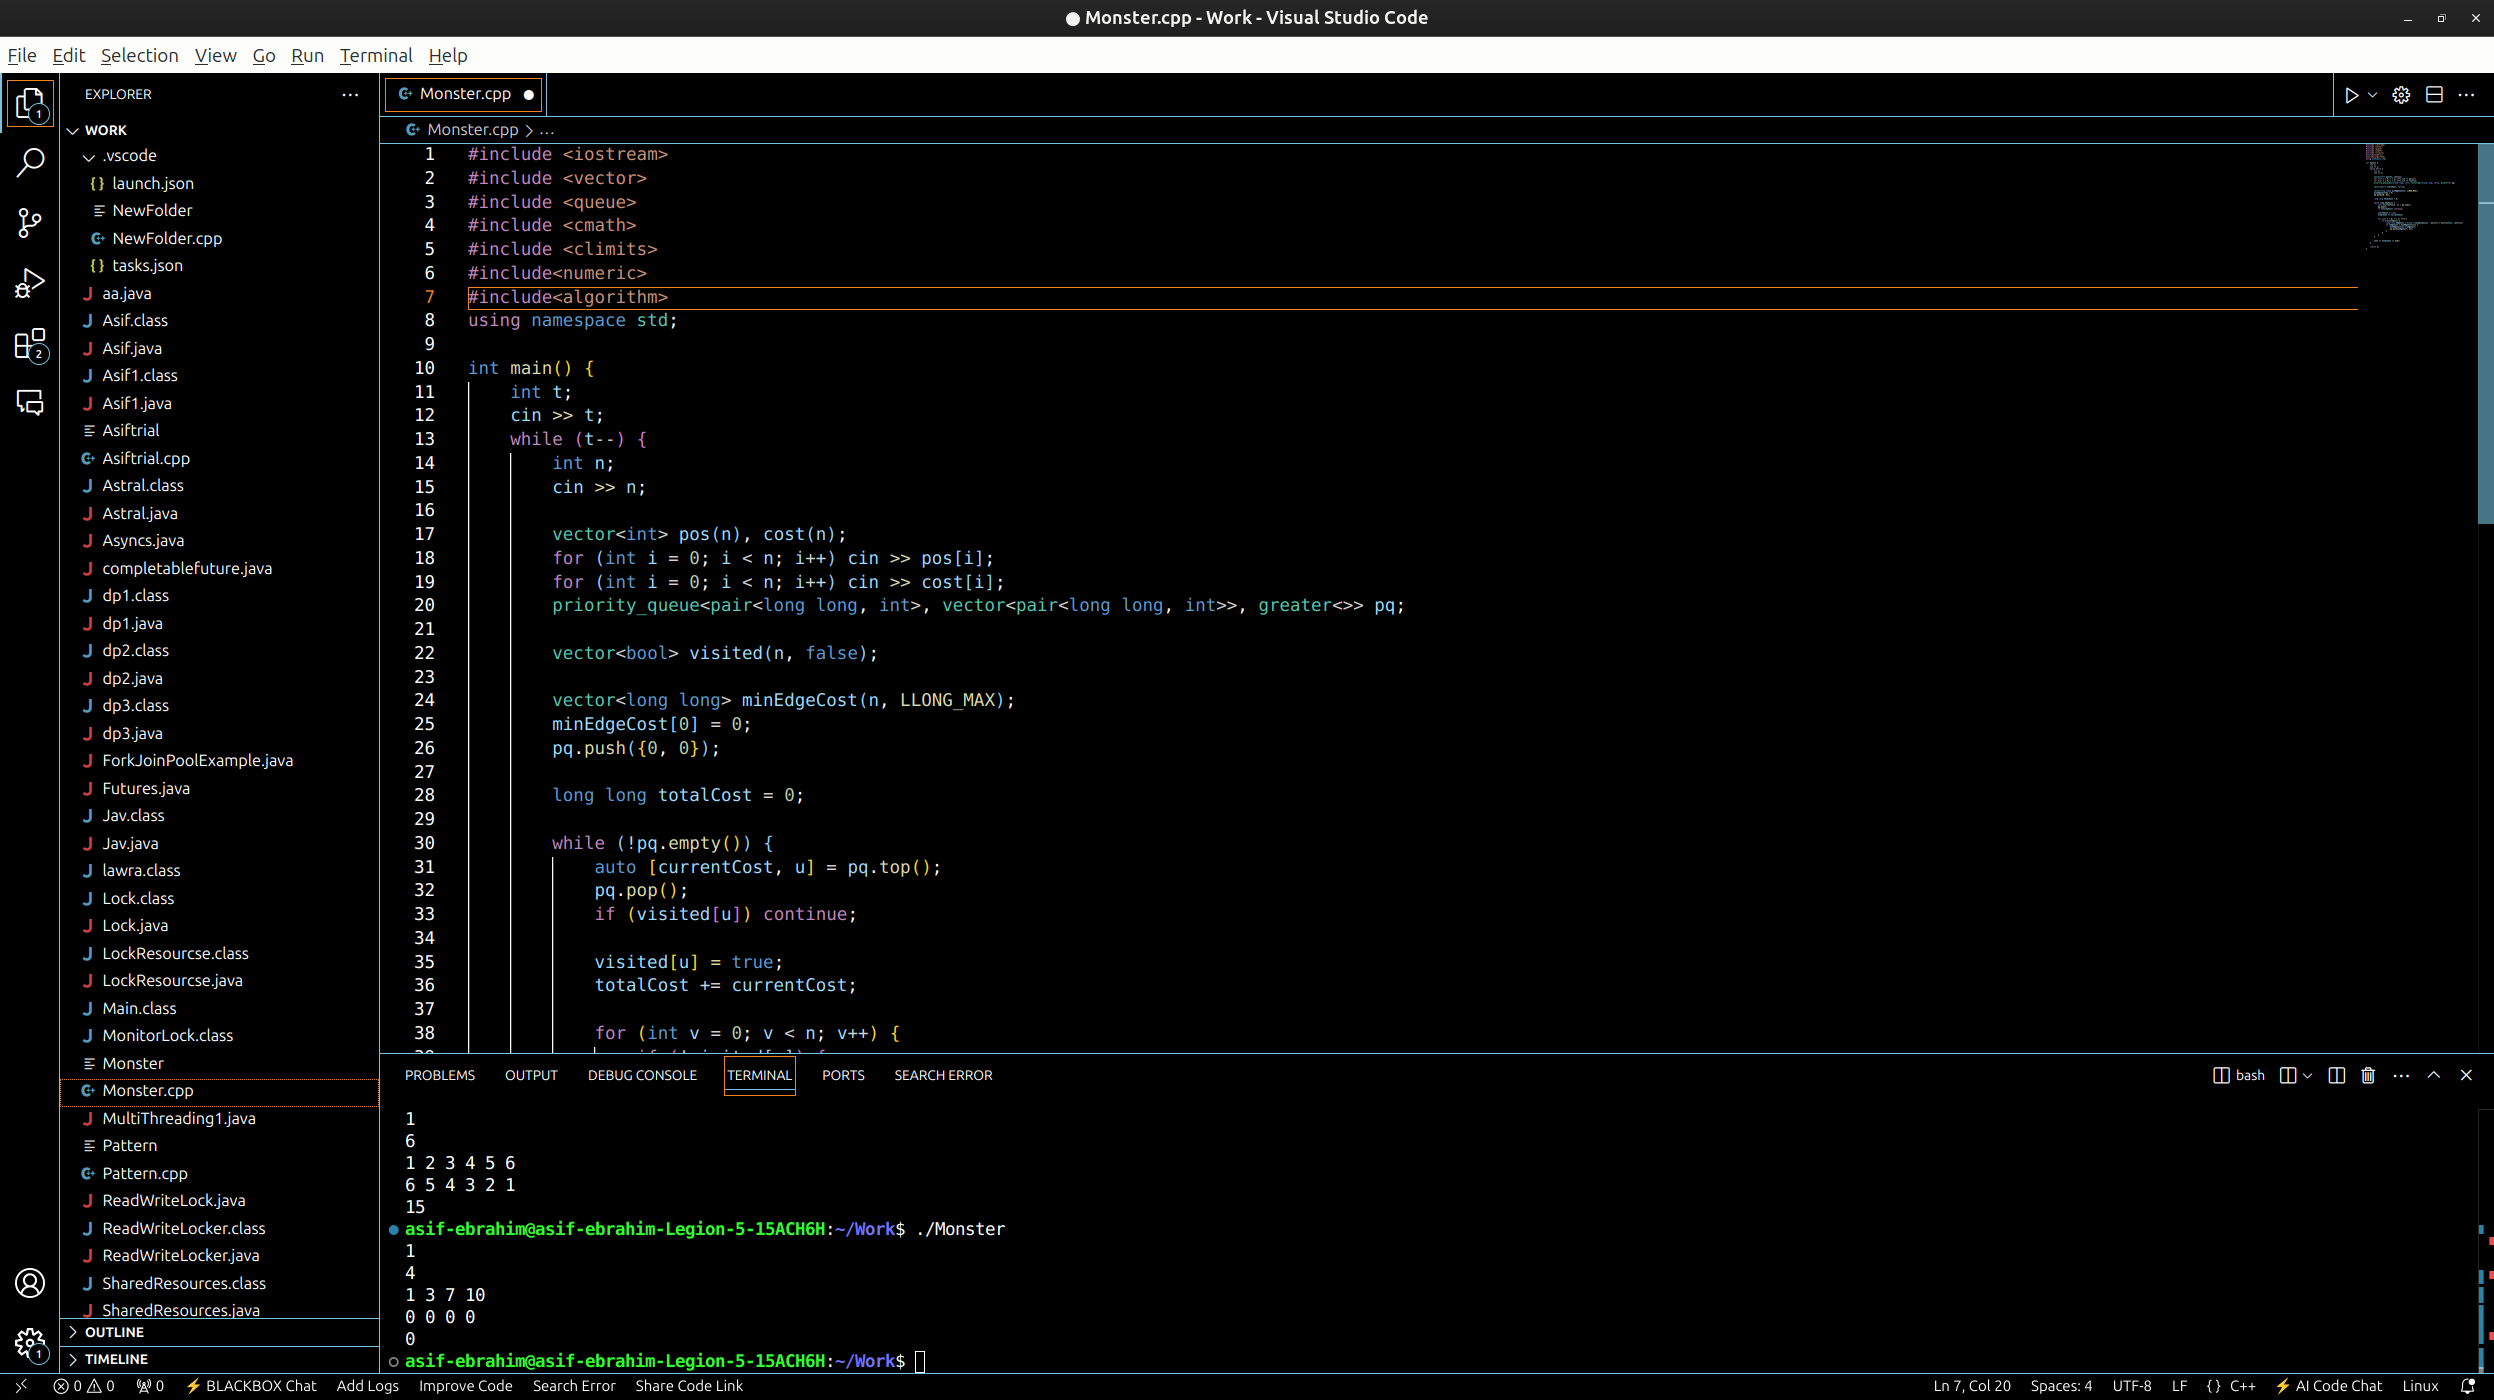 ● Monster.cpp - Work - Visual Studio Code
File Edit Selection View Go Run Terminal Help
EXPLORER
WORK
.vscode
{} launch.json
NewFolder
NewFolder.cpp
{} tasks.json
J aa.java
J Asif.class
J Asif.java
J Asif1.class
J Asif1.java
Asiftrial
Asiftrial.cpp
J Astral.class
J Astral.java
J Asyncs.java
J completablefuture.java
J dp1.class
J dp1.java
J dp2.class
J dp2.java
J dp3.class
J dp3.java
J ForkJoinPoolExample.java
J Futures.java
J Jav.class
J Jav.java
J lawra.class
J Lock.class
J Lock.java
J LockResourcse.class
J LockResourcse.java
J Main.class
J MonitorLock.class
Monster
Monster.cpp
J MultiThreading1.java
Pattern
Pattern.cpp
J ReadWriteLock.java
J ReadWriteLocker.class
J ReadWriteLocker.java
J SharedResources.class
J SharedResources.java
OUTLINE
TIMELINE
1
2
1
Monster.cpp ●
Monster.cpp > ...
1 #include <iostream>
2 #include <vector>
3 #include <queue>
4 #include <cmath>
5 #include <climits>
6 #include<numeric>
7 #include<algorithm>
8 using namespace std;
9
10 int main() {
11 int t;
12 cin >> t;
13 while (t--) {
14 int n;
15 cin >> n;
16
17 vector<int> pos(n), cost(n);
18 for (int i = 0; i < n; i++) cin >> pos[i];
19 for (int i = 0; i < n; i++) cin >> cost[i];
20 priority_queue<pair<long long, int>, vector<pair<long long, int>>, greater<>> pq;
21
22 vector<bool> visited(n, false);
23
24 vector<long long> minEdgeCost(n, LLONG_MAX);
25 minEdgeCost[0] = 0;
26 pq.push({0, 0});
27
28 long long totalCost = 0;
29
30 while (!pq.empty()) {
31 auto [currentCost, u] = pq.top();
32 pq.pop();
33 if (visited[u]) continue;
34
35 visited[u] = true;
36 totalCost += currentCost;
37
38 for (int v = 0; v < n; v++) {
PROBLEMS OUTPUT DEBUG CONSOLE TERMINAL PORTS SEARCH ERROR
bash
1
6
1 2 3 4 5 6
6 5 4 3 2 1
15
asif-ebrahim@asif-ebrahim-Legion-5-15ACH6H:~/Work$ ./Monster
1
4
1 3 7 10
0 0 0 0
0
asif-ebrahim@asif-ebrahim-Legion-5-15ACH6H:~/Work$
0 0 0 BLACKBOX Chat Add Logs Improve Code Search Error Share Code Link
Ln 7, Col 20 Spaces: 4 UTF-8 LF {} C++ AI Code Chat Linux